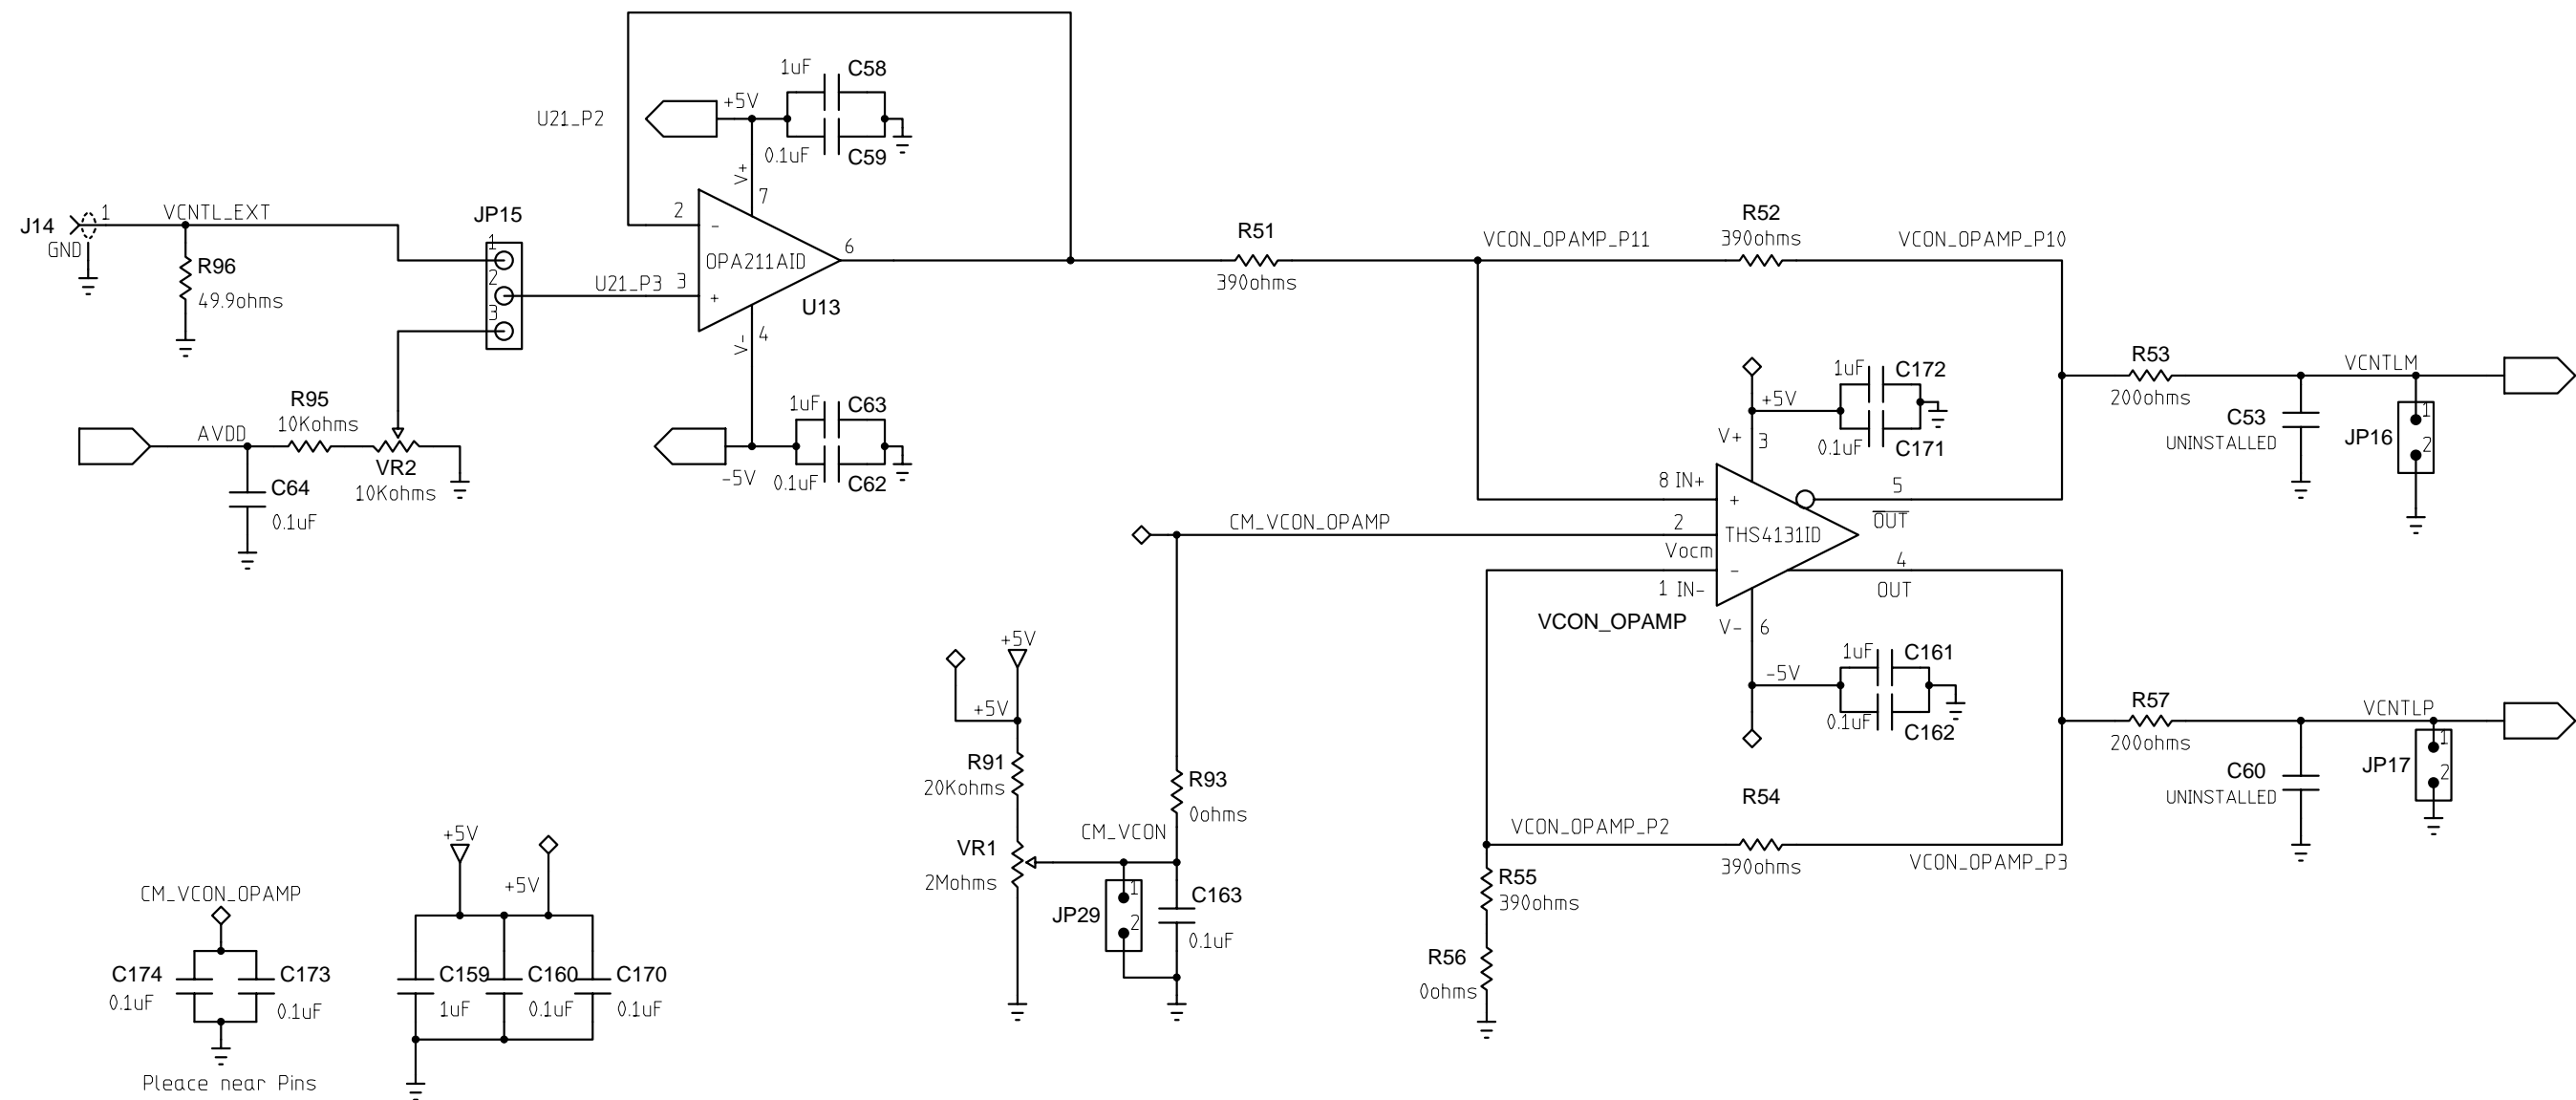 1uF
C58
+5V
U21_P2
0.1uF
C59
V+
7
J14
1
VCNTL_EXT
GND
R96
49.9ohms
JP15
1
2
3
2
-
OPA211AID
6
U21_P3
3
+
U13
4
V-
R51
390ohms
VCON_OPAMP_P11
R52
390ohms
VCON_OPAMP_P10
R95
10Kohms
AVDD
VR2
10Kohms
C64
0.1uF
1uF
C63
-5V
0.1uF
C62
1uF
C172
+5V
V+
3
0.1uF
C171
R53
200ohms
VCNTLM
C53
UNINSTALLED
JP16
1
2
8 IN+
+
5
OUT
CM_VCON_OPAMP
2
Vocm
THS4131ID
-
4
1 IN-
OUT
VCON_OPAMP
V-
6
1uF
C161
-5V
0.1uF
C162
R57
200ohms
VCNTLP
C60
UNINSTALLED
JP17
1
2
+5V
+5V
R91
20Kohms
R93
0ohms
CM_VCON
VR1
2Mohms
JP29
1
2
C163
0.1uF
R54
390ohms
VCON_OPAMP_P2
VCON_OPAMP_P3
R55
390ohms
R56
0ohms
CM_VCON_OPAMP
C174
0.1uF
C173
0.1uF
Pleace near Pins
+5V
+5V
C159
1uF
C160
0.1uF
C170
0.1uF